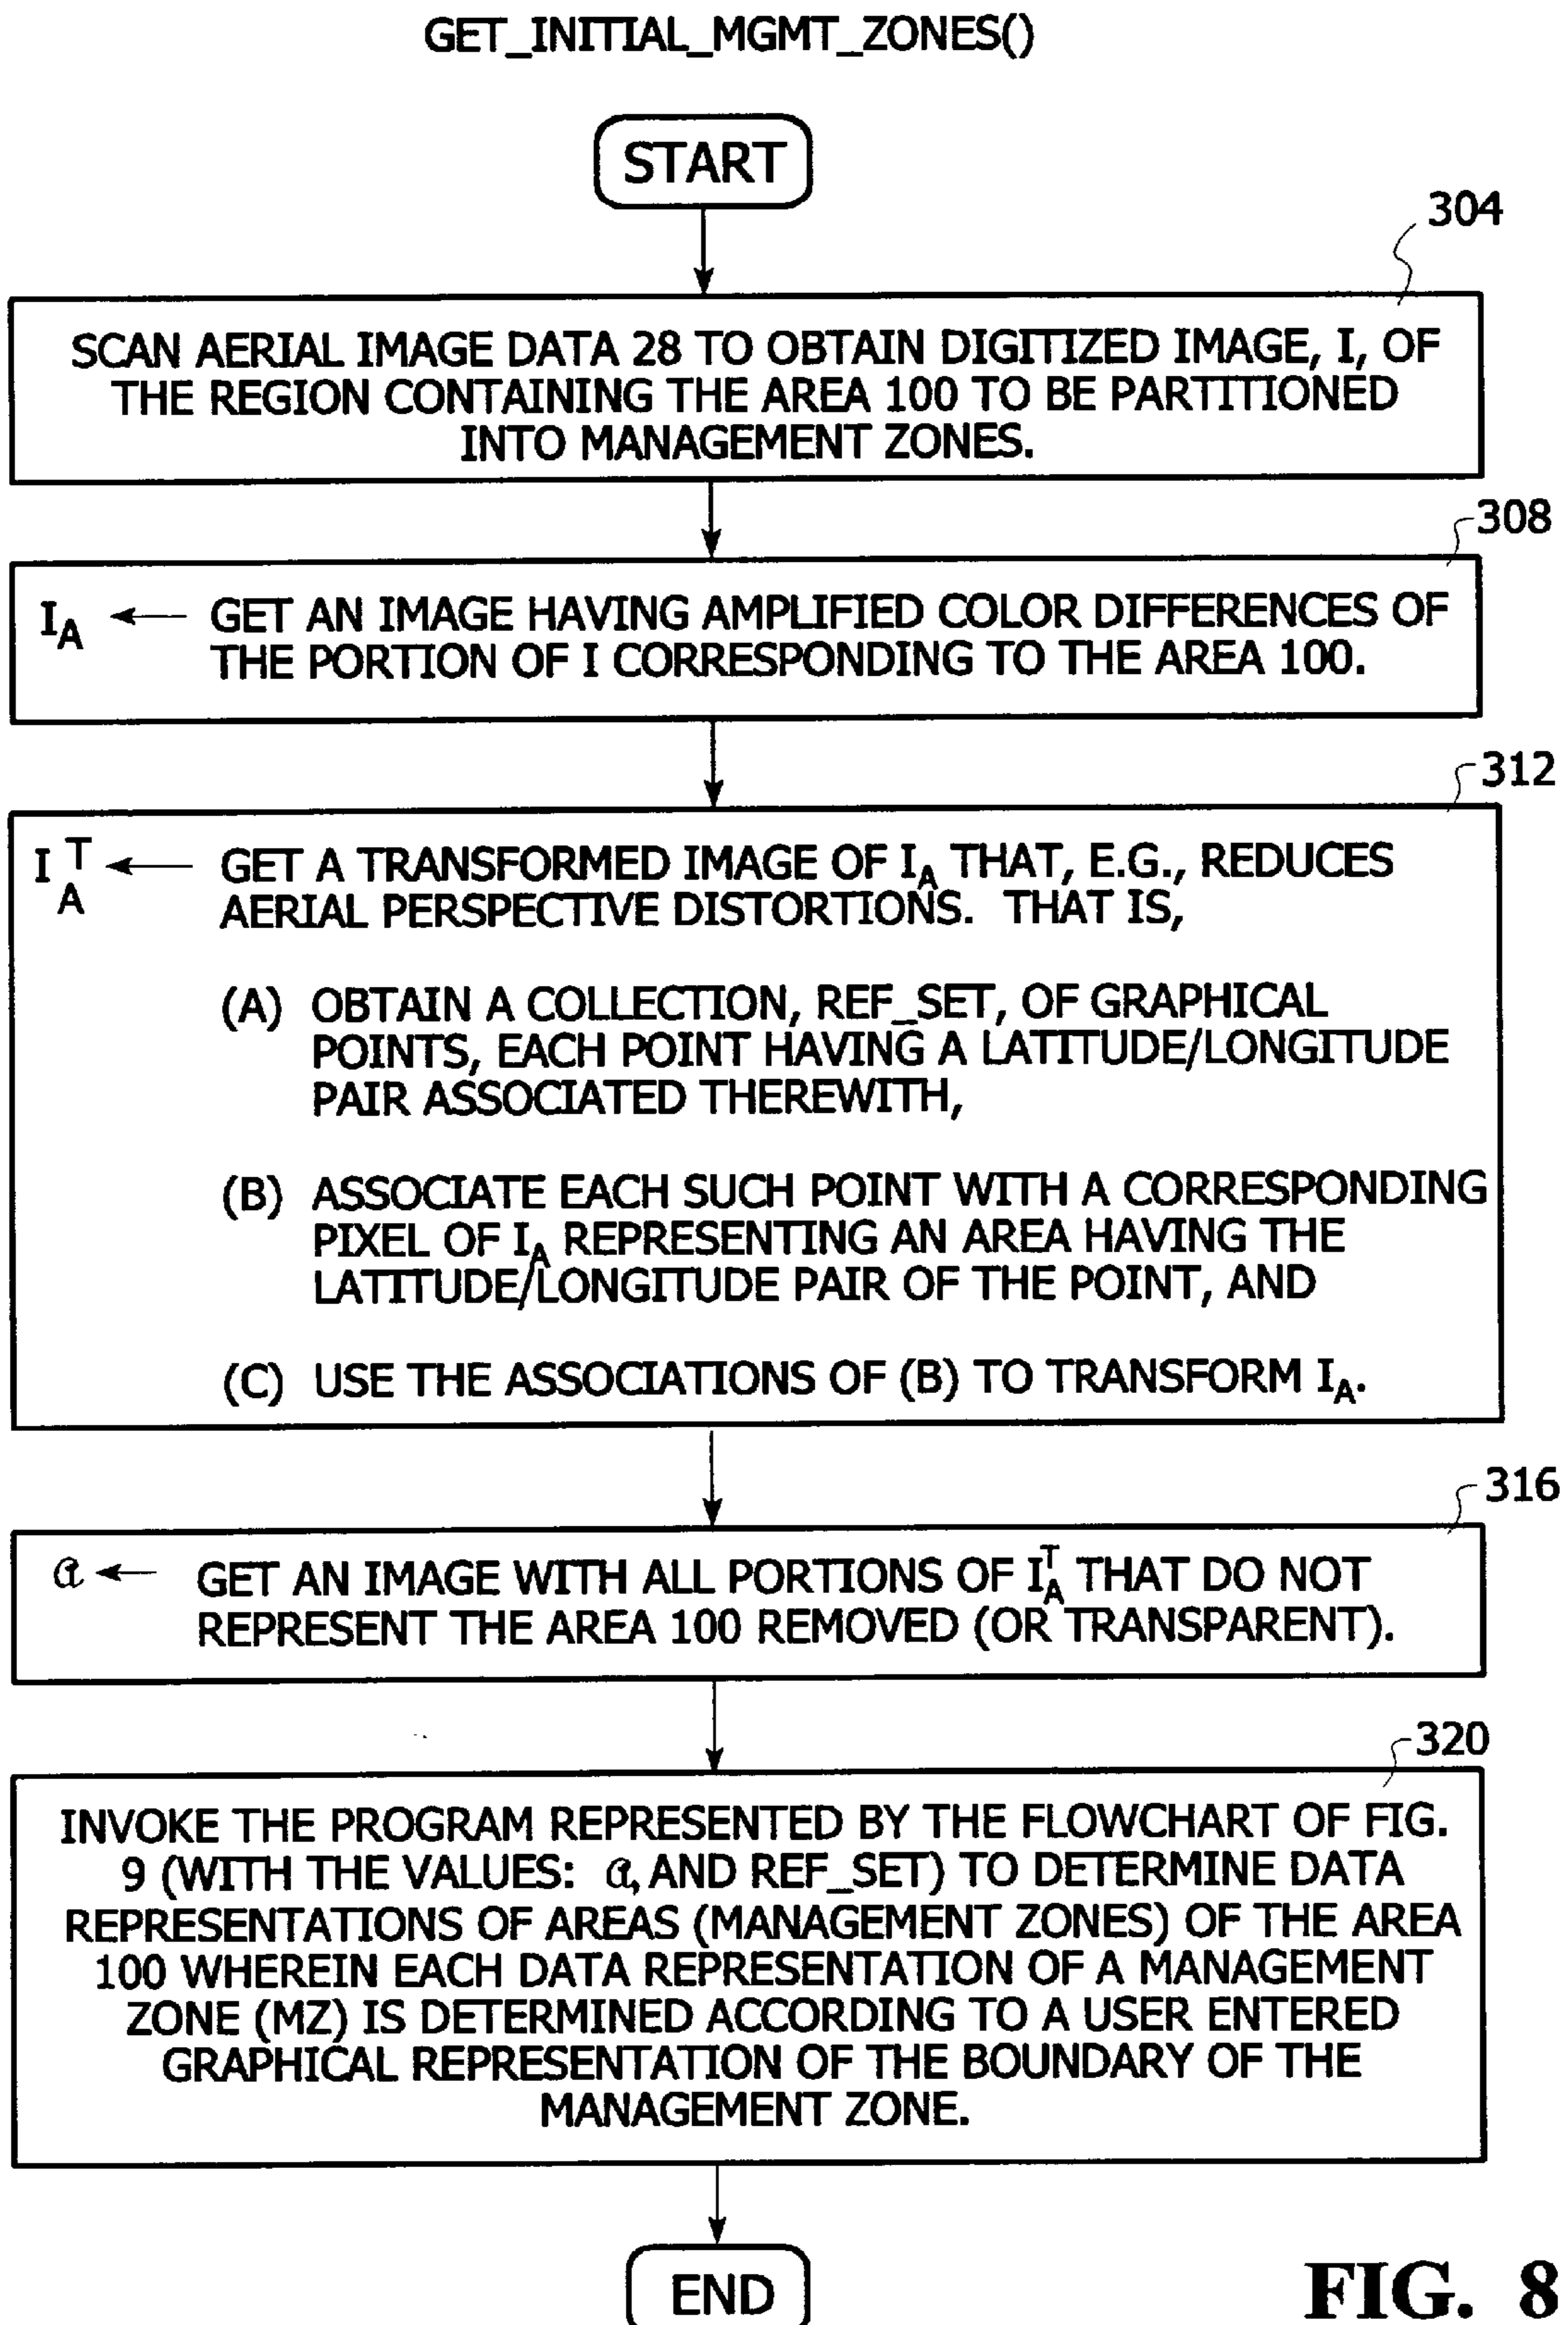 GET_INITIAL_MGMT_ZONES()
START
304
SCAN AERIAL IMAGE DATA 28 TO OBTAIN DIGITIZED IMAGE, I, OF
THE REGION CONTAINING THE AREA 100 TO BE PARTITIONED
INTO MANAGEMENT ZONES.
308
I_A ← GET AN IMAGE HAVING AMPLIFIED COLOR DIFFERENCES OF
THE PORTION OF I CORRESPONDING TO THE AREA 100.
312
I_A^T ← GET A TRANSFORMED IMAGE OF I_A THAT, E.G., REDUCES
AERIAL PERSPECTIVE DISTORTIONS. THAT IS,
(A) OBTAIN A COLLECTION, REF_SET, OF GRAPHICAL
POINTS, EACH POINT HAVING A LATITUDE/LONGITUDE
PAIR ASSOCIATED THEREWITH,
(B) ASSOCIATE EACH SUCH POINT WITH A CORRESPONDING
PIXEL OF I_A REPRESENTING AN AREA HAVING THE
LATITUDE/LONGITUDE PAIR OF THE POINT, AND
(C) USE THE ASSOCIATIONS OF (B) TO TRANSFORM I_A.
316
𝒶 ← GET AN IMAGE WITH ALL PORTIONS OF I_A^T THAT DO NOT
REPRESENT THE AREA 100 REMOVED (OR TRANSPARENT).
320
INVOKE THE PROGRAM REPRESENTED BY THE FLOWCHART OF FIG.
9 (WITH THE VALUES: 𝒶, AND REF_SET) TO DETERMINE DATA
REPRESENTATIONS OF AREAS (MANAGEMENT ZONES) OF THE AREA
100 WHEREIN EACH DATA REPRESENTATION OF A MANAGEMENT
ZONE (MZ) IS DETERMINED ACCORDING TO A USER ENTERED
GRAPHICAL REPRESENTATION OF THE BOUNDARY OF THE
MANAGEMENT ZONE.
END
FIG. 8